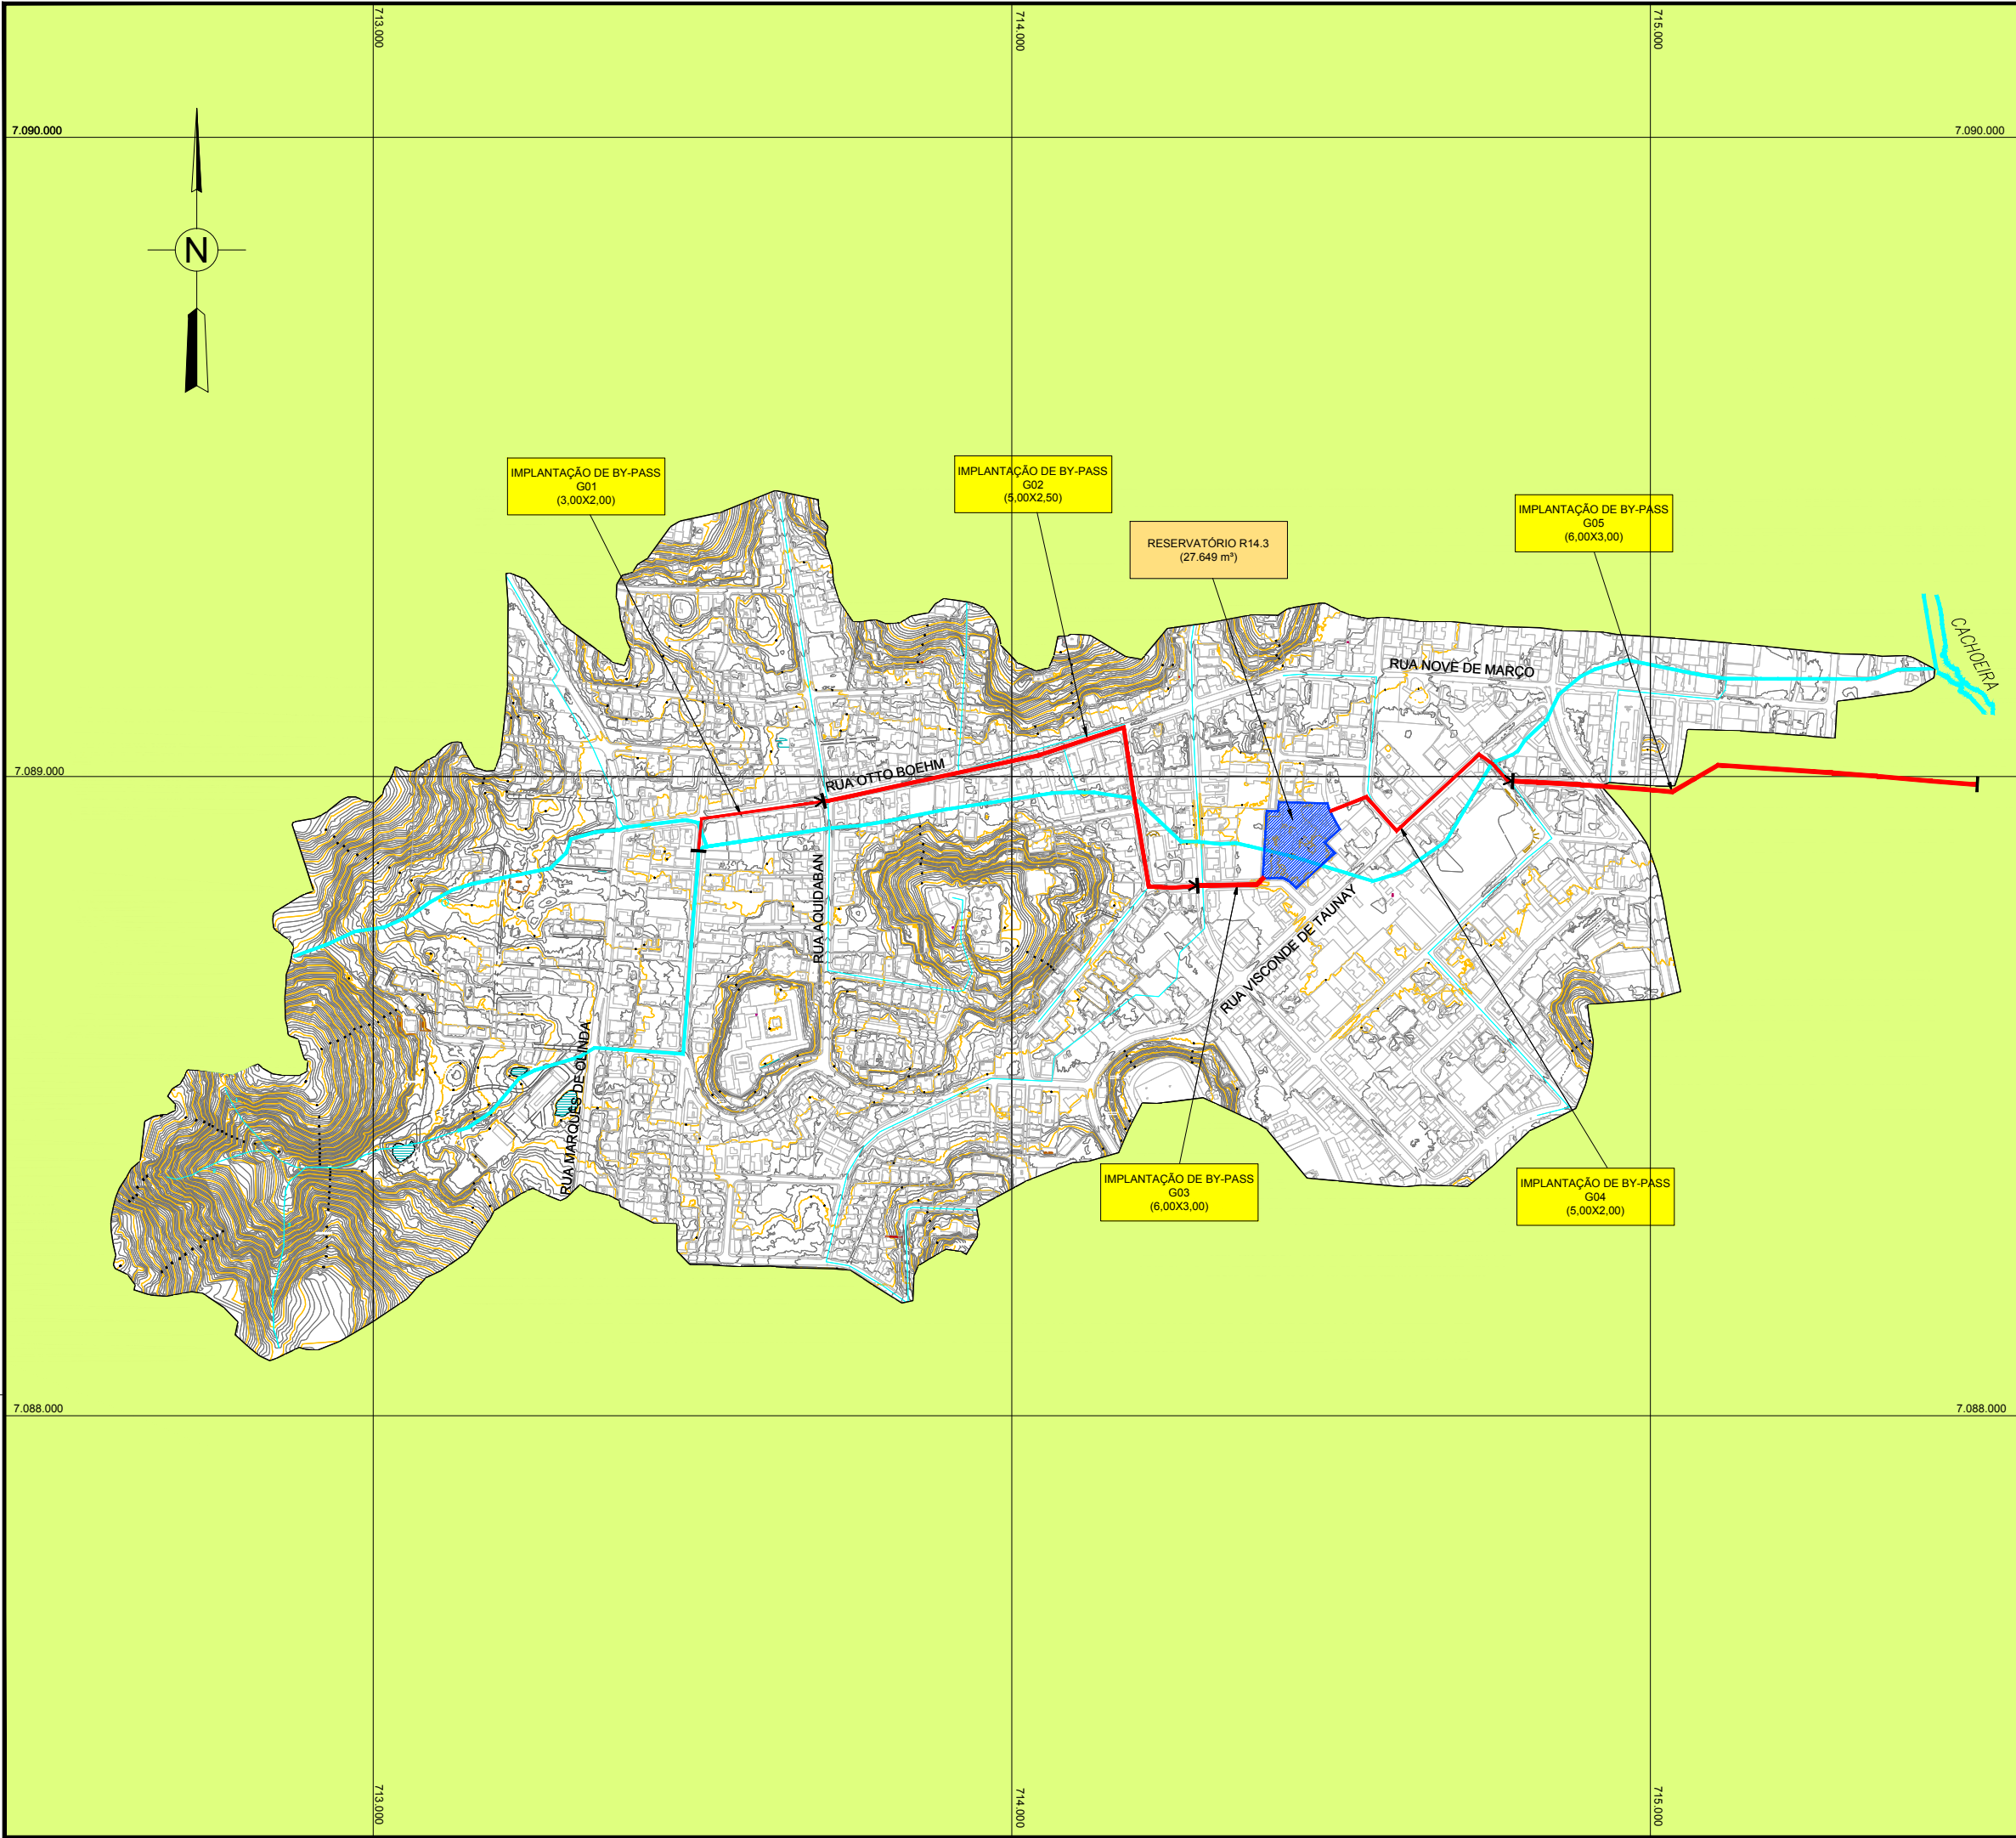 713.000
714.000
715.000
7.090.000
7.090.000
N
IMPLANTAÇÃO DE BY-PASS
G01
(3,00X2,00)
IMPLANTAÇÃO DE BY-PASS
G02
(5,00X2,50)
RESERVATÓRIO R14.3
(27.649 m³)
IMPLANTAÇÃO DE BY-PASS
G05
(6,00X3,00)
CACHOEIRA
RUA NOVE DE MARÇO
7.089.000
7.089.000
RUA OTTO BOEHM
RUA AQUIDABAN
RUA VISCONDE DE TAUNAY
RUA MARQUÊS DE OLINDA
IMPLANTAÇÃO DE BY-PASS
G03
(6,00X3,00)
IMPLANTAÇÃO DE BY-PASS
G04
(5,00X2,00)
7.088.000
7.088.000
713.000
714.000
715.000